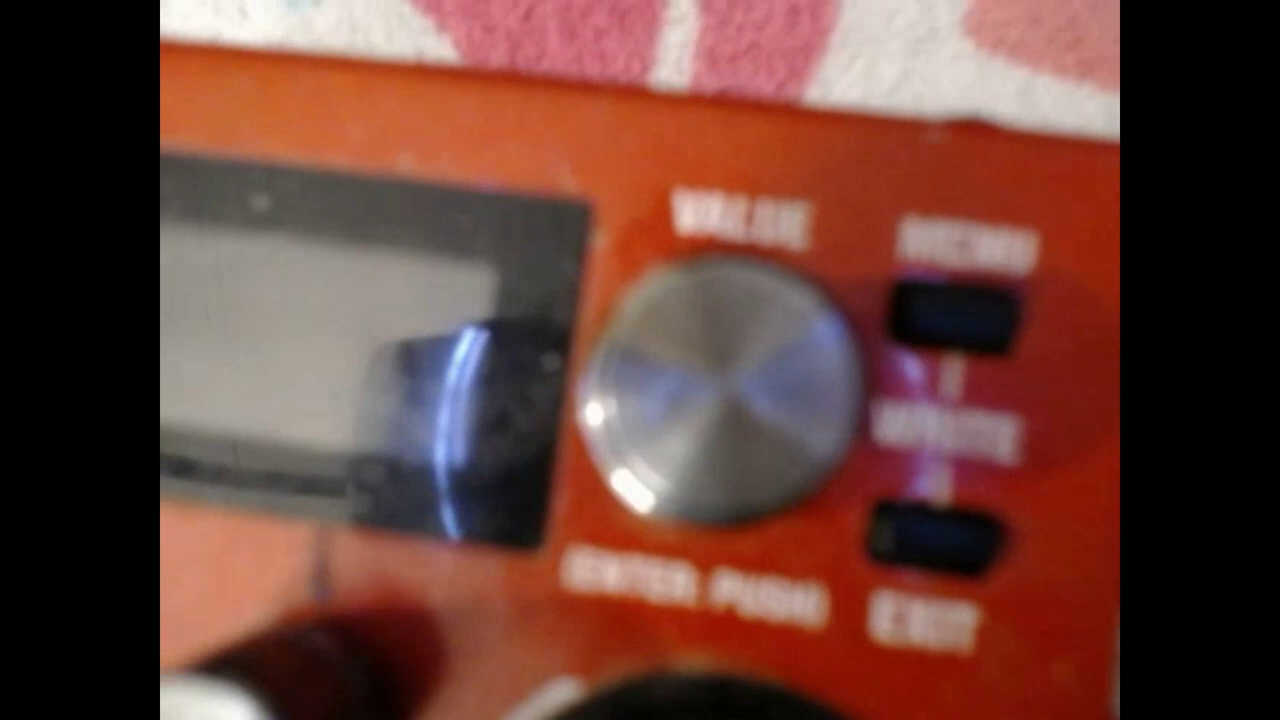 VALUE
MENU
WRITE
(ENTER: PUSH)
EXIT